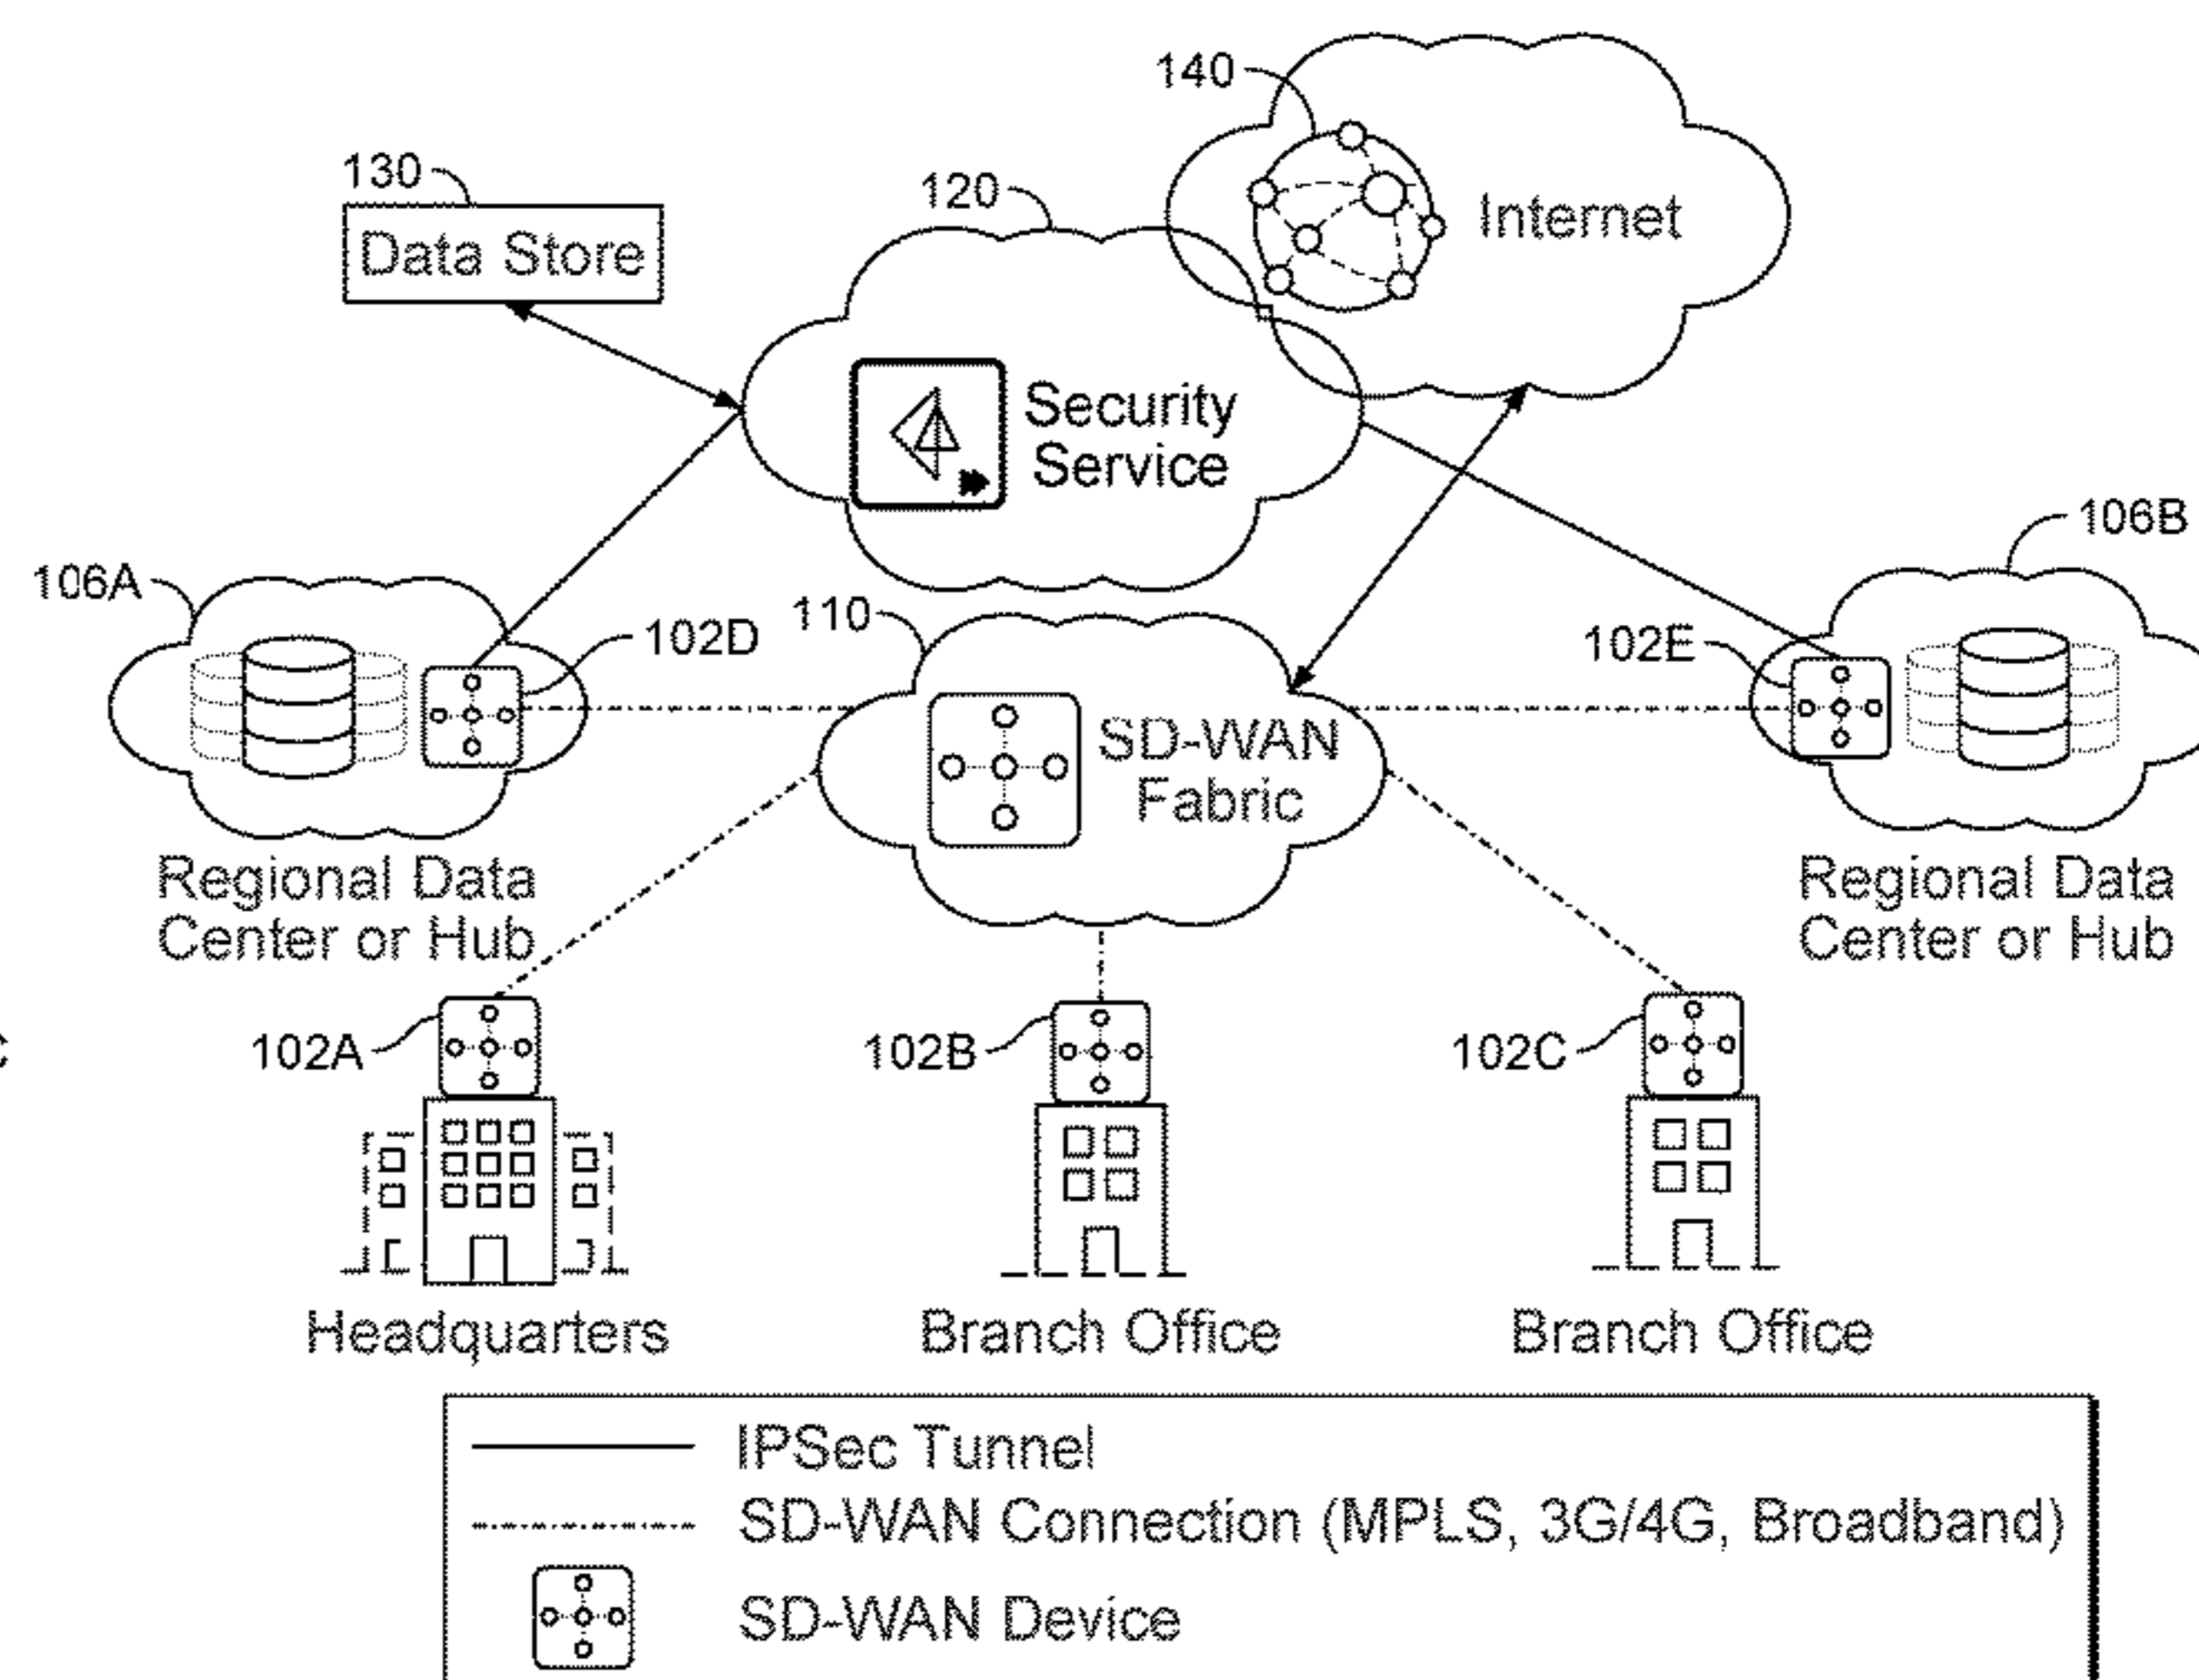 140
130
120
Data Store
Internet
Security
Service
106B
106A
110
102D
102E
SD-WAN
Fabric
Regional Data
Center or Hub
Regional Data
Center or Hub
102A
102B
102C
Headquarters
Branch Office
Branch Office
IPSec Tunnel
SD-WAN Connection (MPLS, 3G/4G, Broadband)
SD-WAN Device